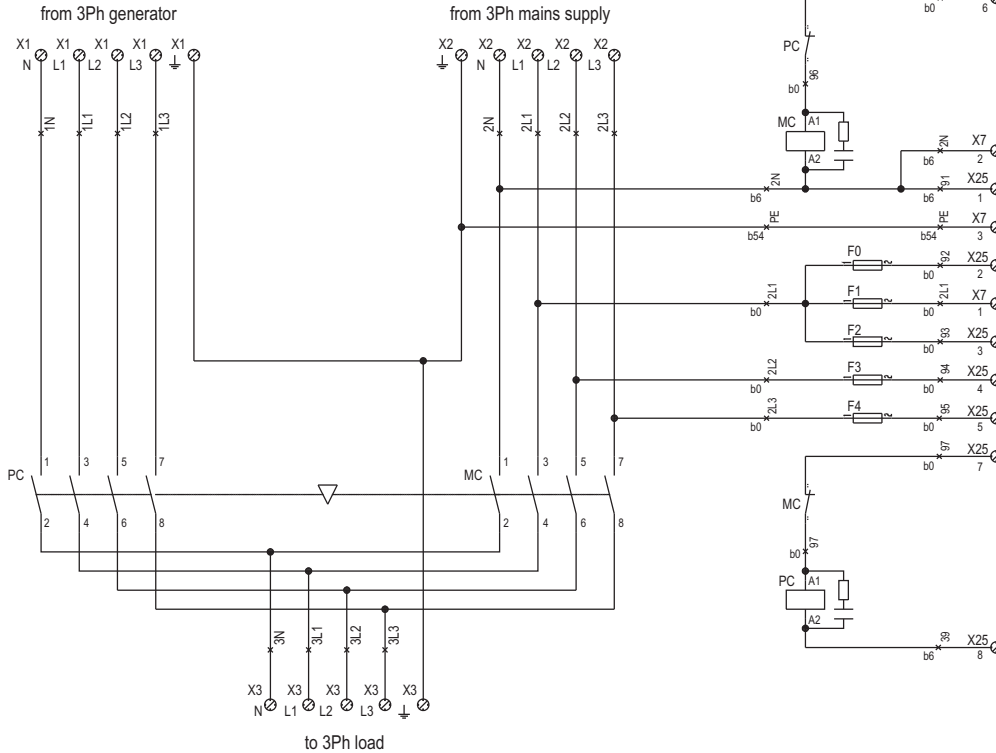 from 3Ph generator
from 3Ph mains supply
b0 6
X1 X1 X1 X1 X1
N L1 L2 L3
X2 X2 X2 X2 X2
N L1 L2 L3
PC
96
b0
1N 1L1 1L2 1L3
2N 2L1 2L2 2L3
MC A1
A2
2N X7
b6 2
2N 91 X25
b6 b6 1
PE PE X7
b54 b54 3
F0 92 X25
b0 2
2L1 F1 2L1 X7
b0 b0 1
F2 93 X25
b0 3
2L2 F3 94 X25
b0 b0 4
2L3 F4 95 X25
b0 b0 5
97 X25
b0 7
PC 1 3 5 7
MC 1 3 5 7
2 4 6 8
2 4 6 8
MC
97
b0
PC A1
A2
39 X25
b6 8
3N 3L1 3L2 3L3
X3 X3 X3 X3 X3
N L1 L2 L3
to 3Ph load